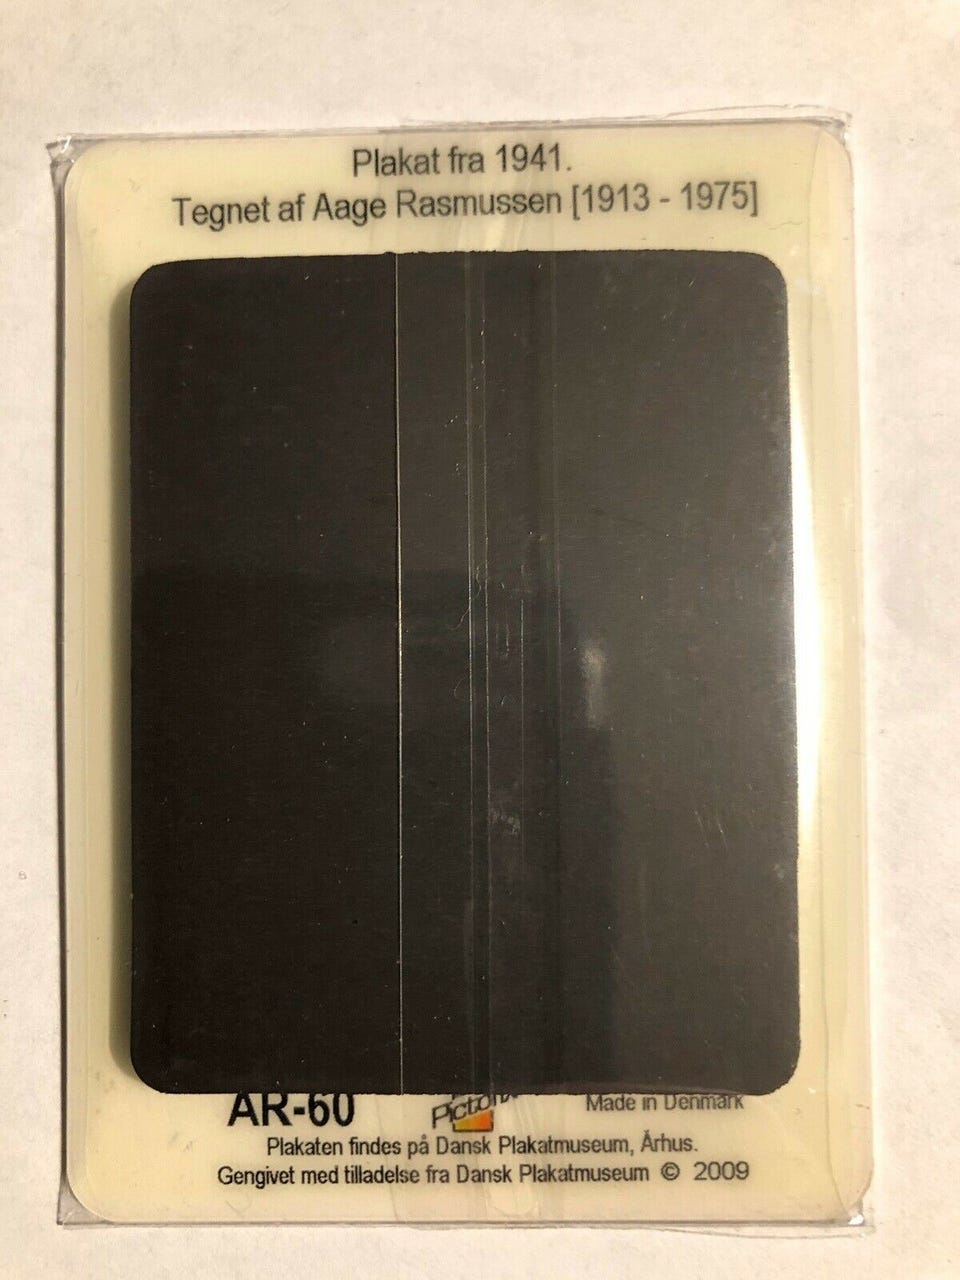 Plakat fra 1941.
Tegnet af Aage Rasmussen [1913 - 1975]
AR-60
Made in Denmark
Plakaten findes på Dansk Plakatmuseum, Århus.
Gengivet med tilladelse fra Dansk Plakatmuseum © 2009